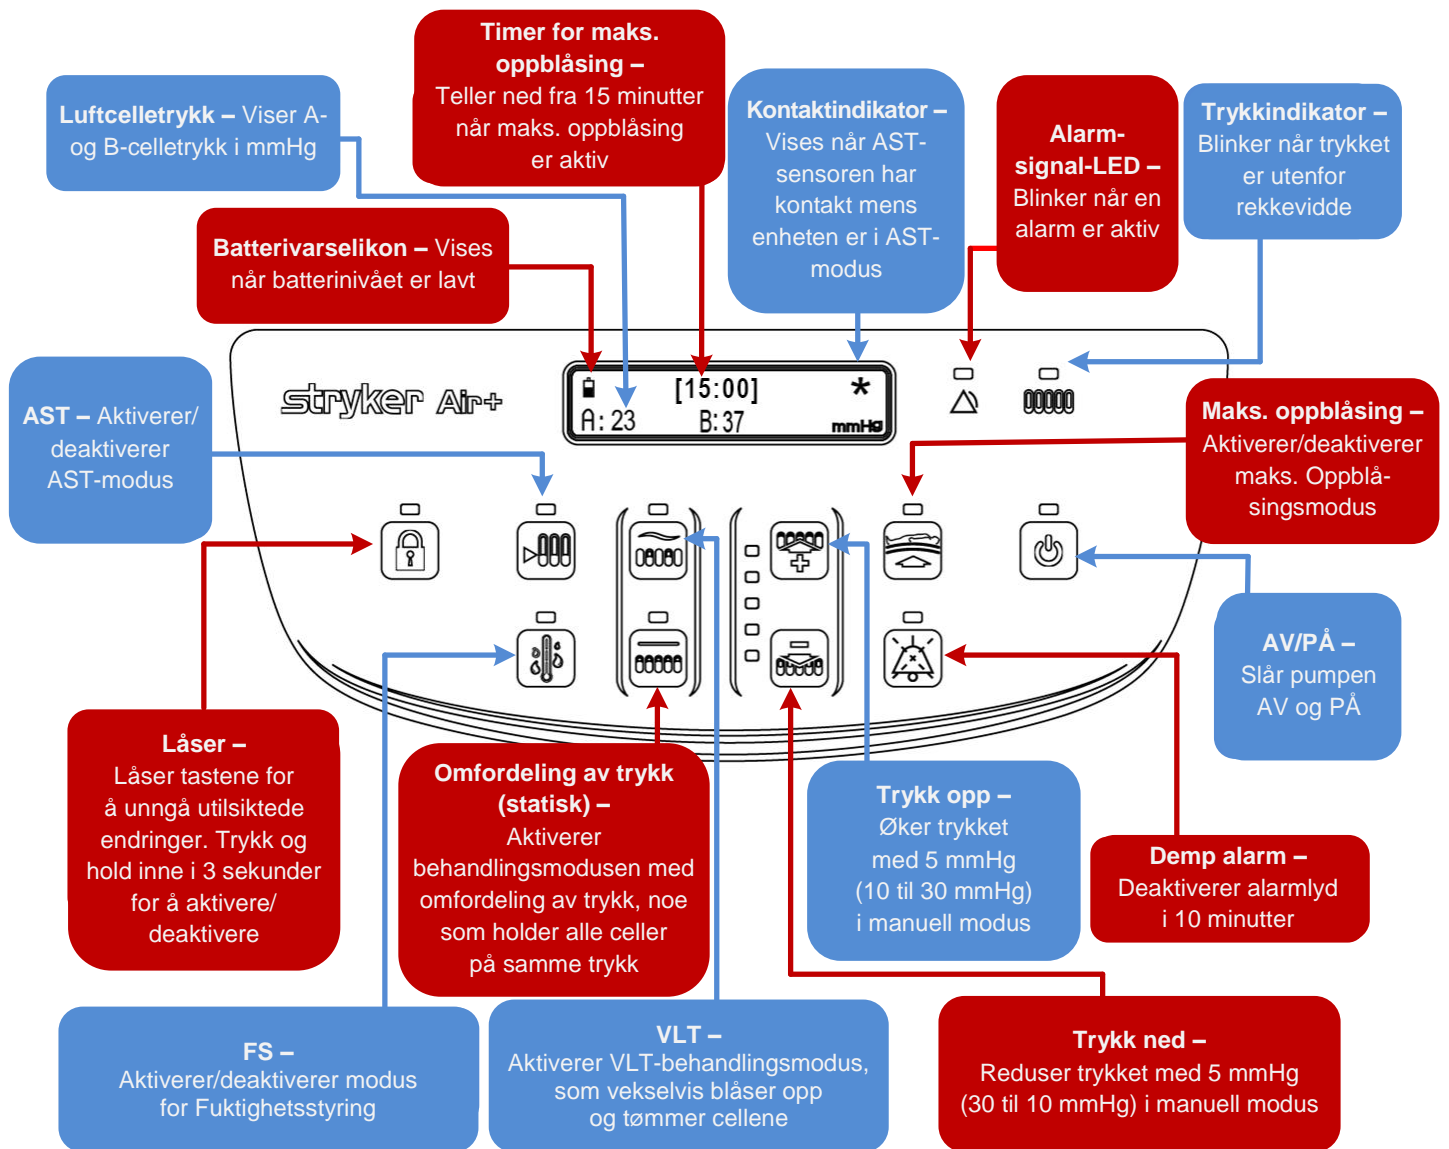 Timer for maks.
oppblåsing –
Teller ned fra 15 minutter
når maks. oppblåsing
er aktiv
Luftcelletrykk – Viser A-
og B-celletrykk i mmHg
Kontaktindikator –
Vises når AST-
sensoren har
kontakt mens
enheten er i AST-
modus
Alarm-
signal-LED –
Blinker når en
alarm er aktiv
Trykkindikator –
Blinker når trykket
er utenfor
rekkevidde
Batterivarselikon – Vises
når batterinivået er lavt
stryker Air+
[15:00] *
A: 23 B: 37 mmHg
AST – Aktiverer/
deaktiverer
AST-modus
Maks. oppblåsing –
Aktiverer/deaktiverer
maks. Oppblå-
singsmodus
AV/PÅ –
Slår pumpen
AV og PÅ
Låser –
Låser tastene for
å unngå utilsiktede
endringer. Trykk og
hold inne i 3 sekunder
for å aktivere/
deaktivere
Omfordeling av trykk
(statisk) –
Aktiverer
behandlingsmodusen med
omfordeling av trykk, noe
som holder alle celler
på samme trykk
Trykk opp –
Øker trykket
med 5 mmHg
(10 til 30 mmHg)
i manuell modus
Demp alarm –
Deaktiverer alarmlyd
i 10 minutter
FS –
Aktiverer/deaktiverer modus
for Fuktighetsstyring
VLT –
Aktiverer VLT-behandlingsmodus,
som vekselvis blåser opp
og tømmer cellene
Trykk ned –
Reduser trykket med 5 mmHg
(30 til 10 mmHg) i manuell modus